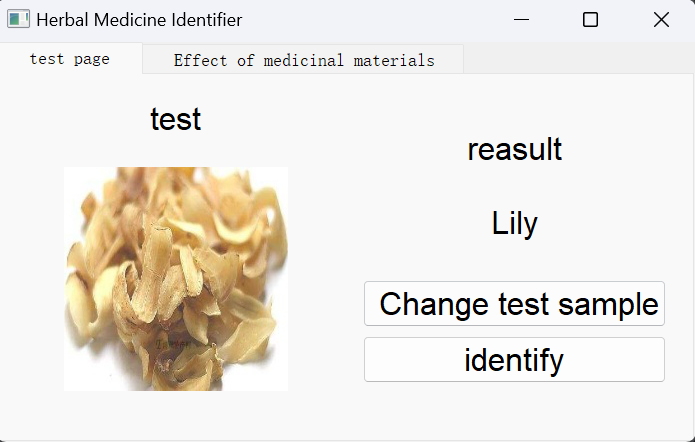 Herbal Medicine Identifier
test page
Effect of medicinal materials
test
reasult
Lily
Change test sample
identify